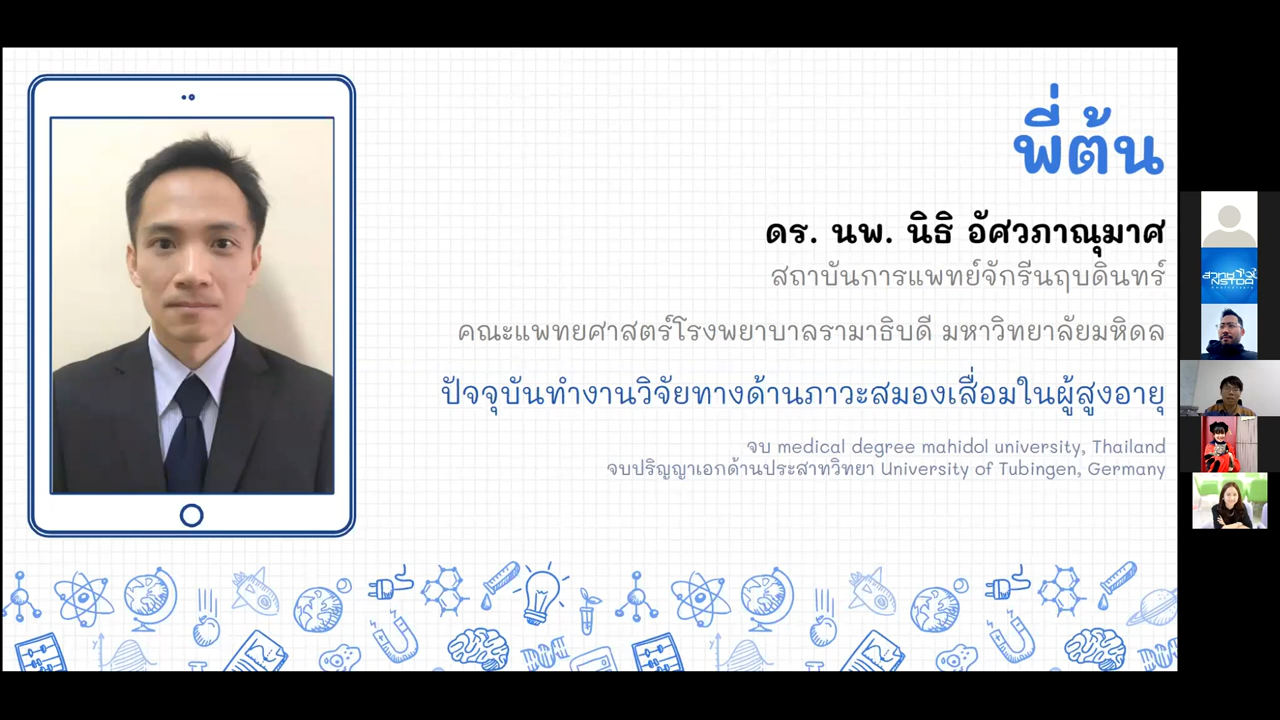 พี่ต้น
ดร. นพ. นิธิ อัศวภาณุมาศ
สถาบันการแพทย์จักรีนฤบดินทร์
คณะแพทยศาสตร์โรงพยาบาลรามาธิบดี มหาวิทยาลัยมหิดล
ปัจจุบันทำงานวิจัยทางด้านภาวะสมองเสื่อมในผู้สูงอายุ
จบ medical degree mahidol university, Thailand
จบปริญญาเอกด้านประสาทวิทยา University of Tubingen, Germany
NSTDA